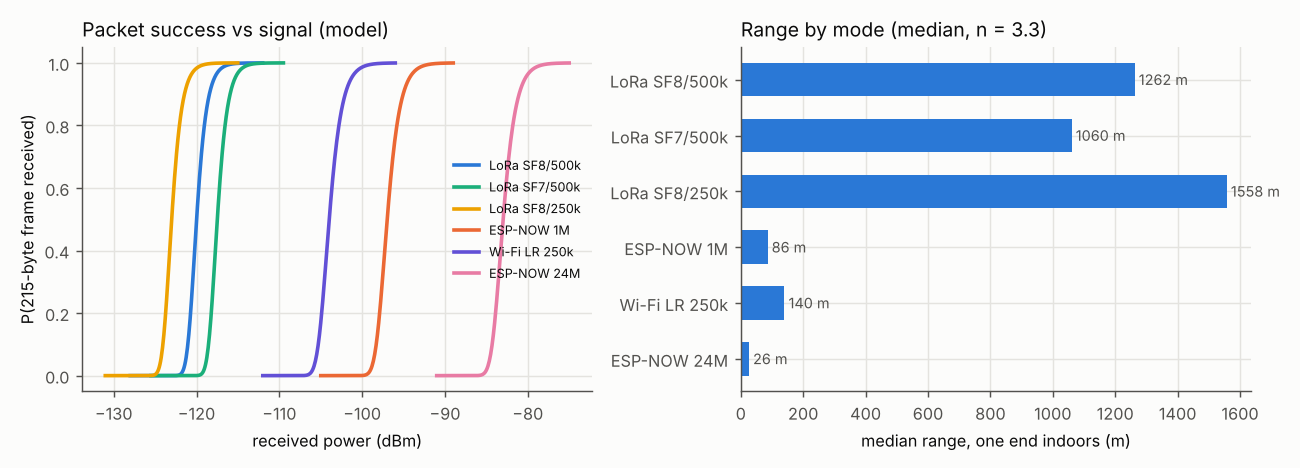 Packet success vs signal (model)
P(215-byte frame received)
1.0
0.8
0.6
0.4
0.2
0.0
LoRa SF8/500k
LoRa SF7/500k
LoRa SF8/250k
ESP-NOW 1M
Wi-Fi LR 250k
ESP-NOW 24M
−130
−120
−110
−100
−90
−80
received power (dBm)
Range by mode (median, n = 3.3)
LoRa SF8/500k 1262 m
LoRa SF7/500k 1060 m
LoRa SF8/250k 1558 m
ESP-NOW 1M 86 m
Wi-Fi LR 250k 140 m
ESP-NOW 24M 26 m
0 200 400 600 800 1000 1200 1400 1600
median range, one end indoors (m)